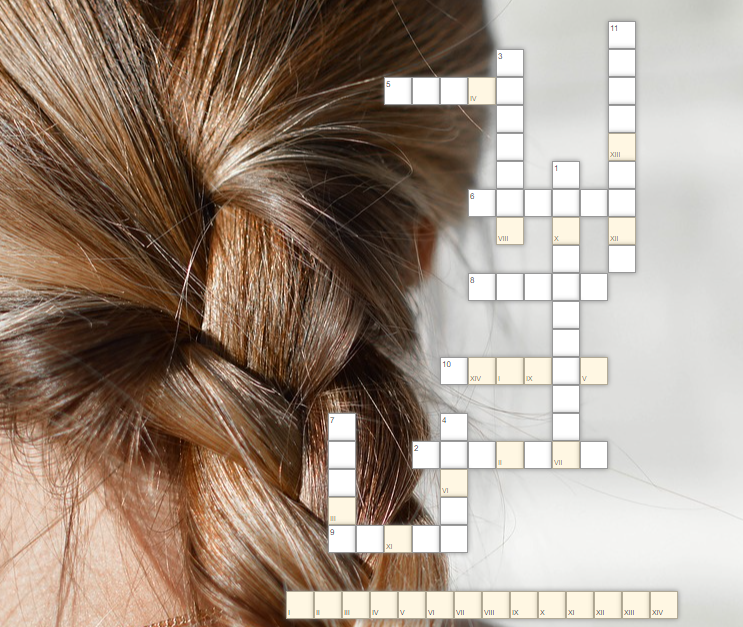 11
3
5 IV
XIII
1
6
VIII X XII
8
10 XIV I IX V
7 4
2 II VII
VI
III
9 XI
I II III IV V VI VII VIII IX X XI XII XIII XIV